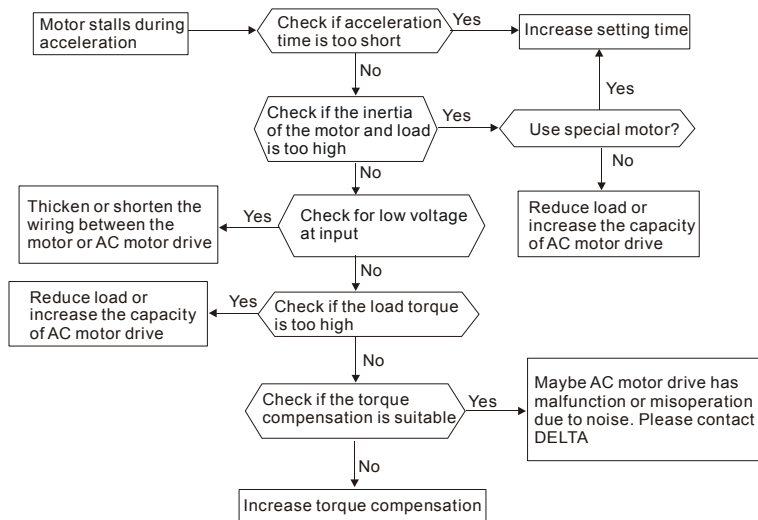 Motor stalls during
acceleration
Check if acceleration
time is too short
Yes
Increase setting time
No
Yes
Check if the inertia
of the motor and load
is too high
Yes
Use special motor?
No
No
Thicken or shorten the
wiring between the
motor or AC motor drive
Yes
Check for low voltage
at input
Reduce load or
increase the capacity
of AC motor drive
No
Reduce load or
increase the capacity
of AC motor drive
Yes
Check if the load torque
is too high
No
Check if the torque
compensation is suitable
Yes
Maybe AC motor drive has
malfunction or misoperation
due to noise. Please contact
DELTA
No
Increase torque compensation